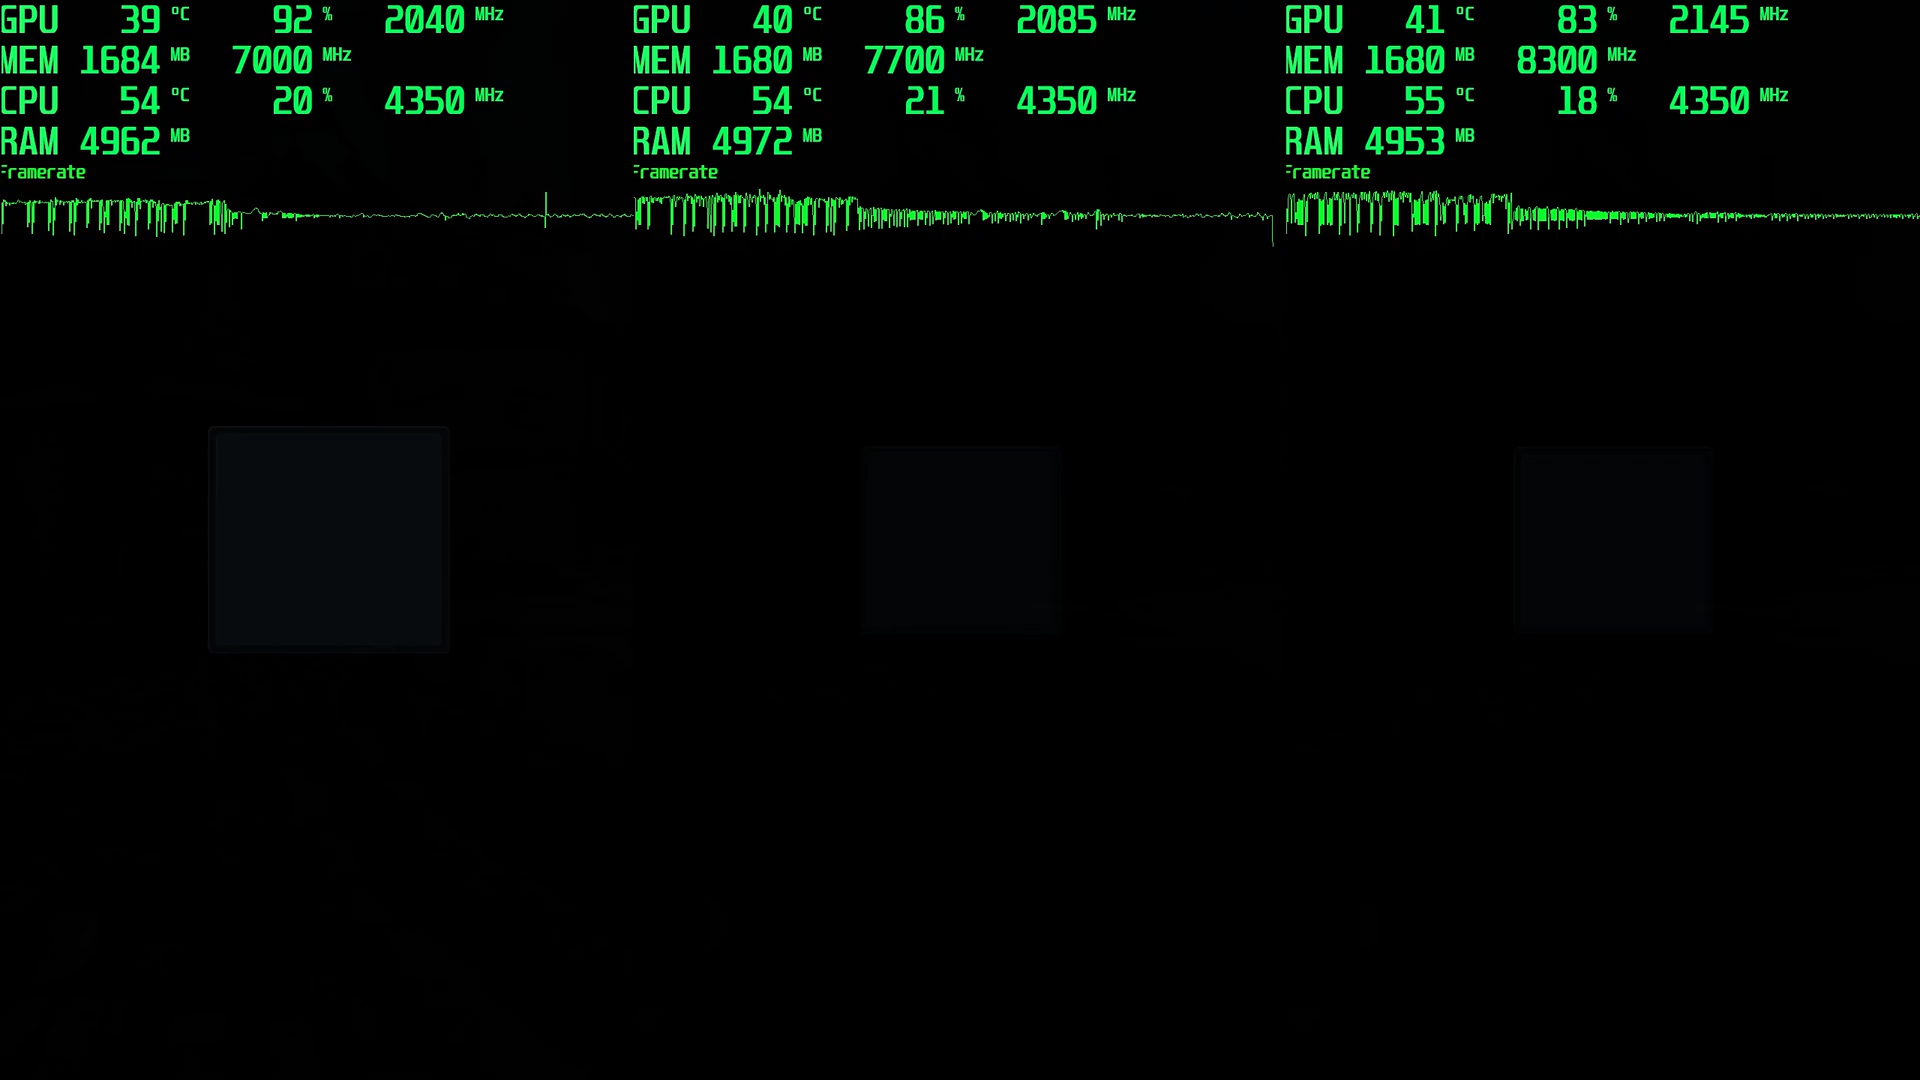 GPU 39 °C 92 % 2040 MHz
MEM 1684 MB 7000 MHz
CPU 54 °C 20 % 4350 MHz
RAM 4962 MB
Framerate
GPU 40 °C 86 % 2085 MHz
MEM 1680 MB 7700 MHz
CPU 54 °C 21 % 4350 MHz
RAM 4972 MB
Framerate
GPU 41 °C 83 % 2145 MHz
MEM 1680 MB 8300 MHz
CPU 55 °C 18 % 4350 MHz
RAM 4953 MB
Framerate